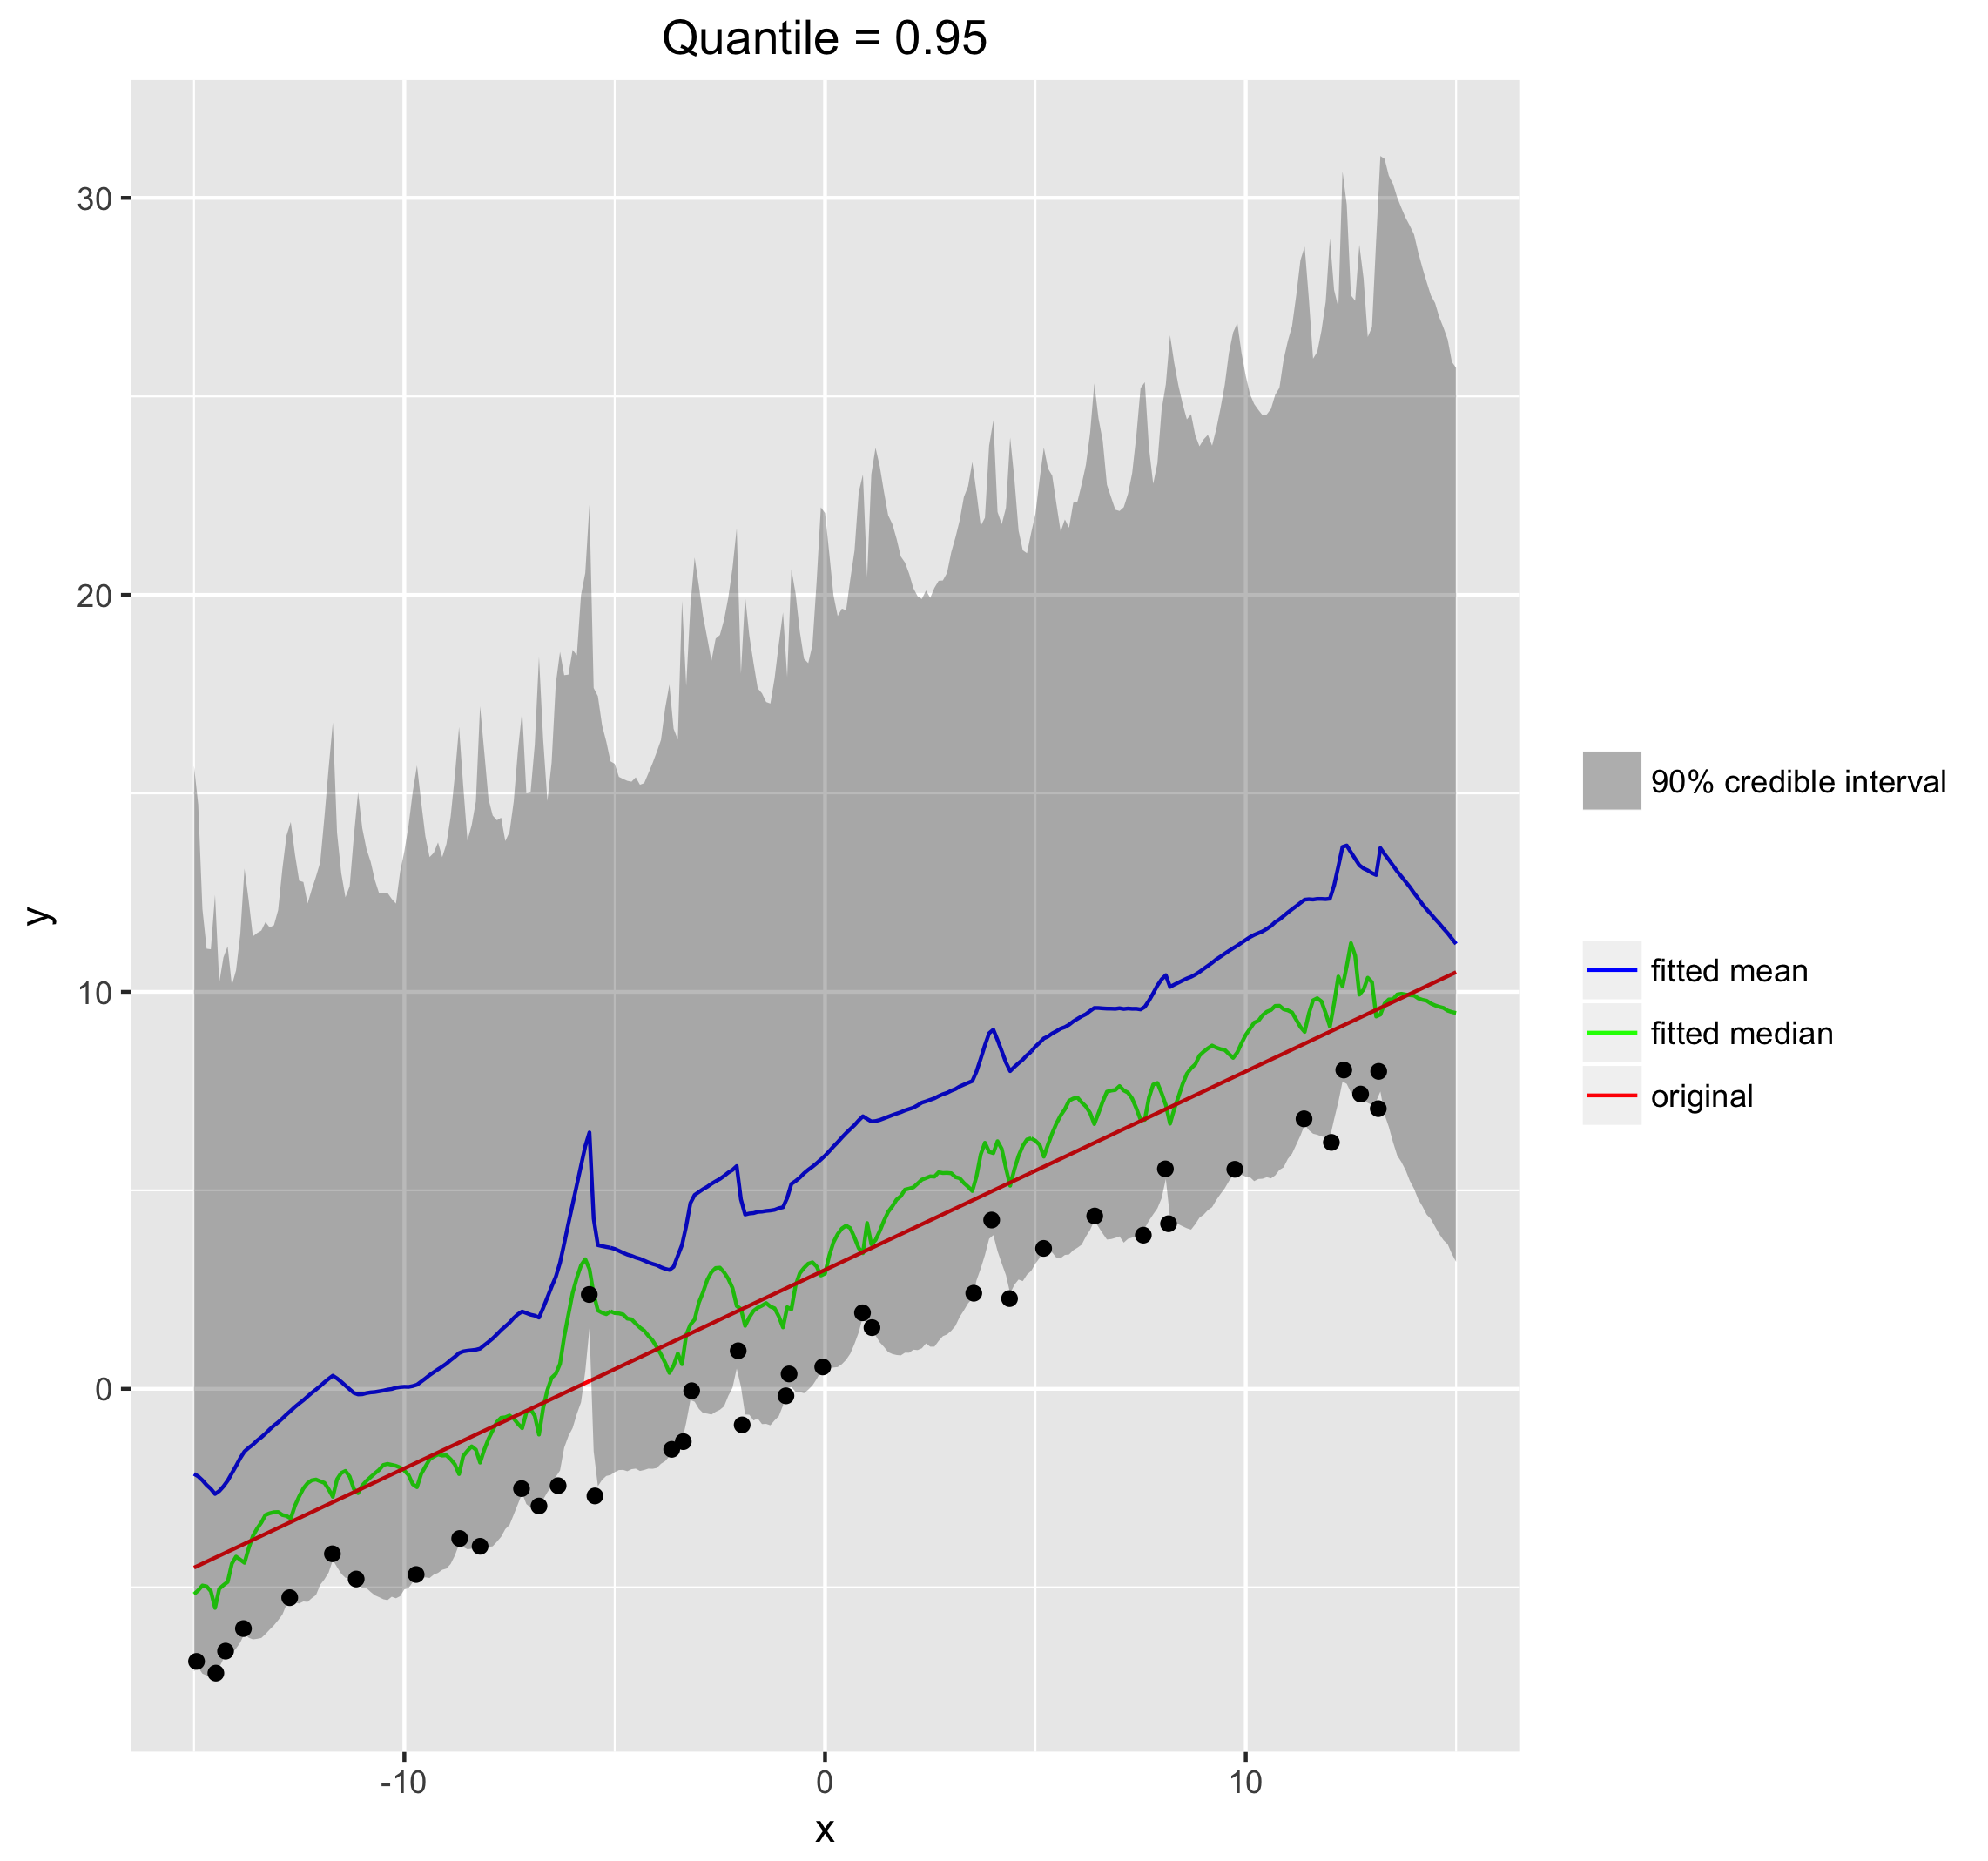 Quantile = 0.95
30
20
10
0
y
-10
0
10
x
90% credible interval
fitted mean
fitted median
original